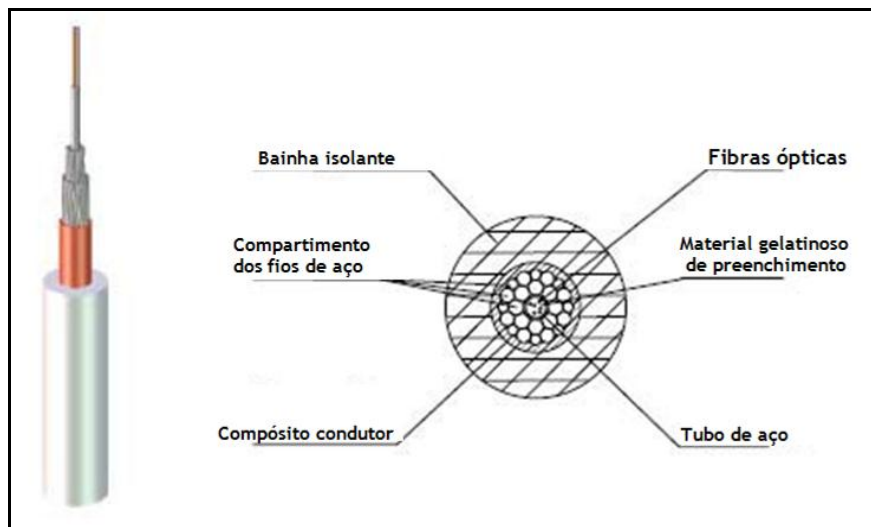 Bainha isolante
Fibras ópticas
Compartimento
dos fios de aço
Material gelatinoso
de preenchimento
Compósito condutor
Tubo de aço